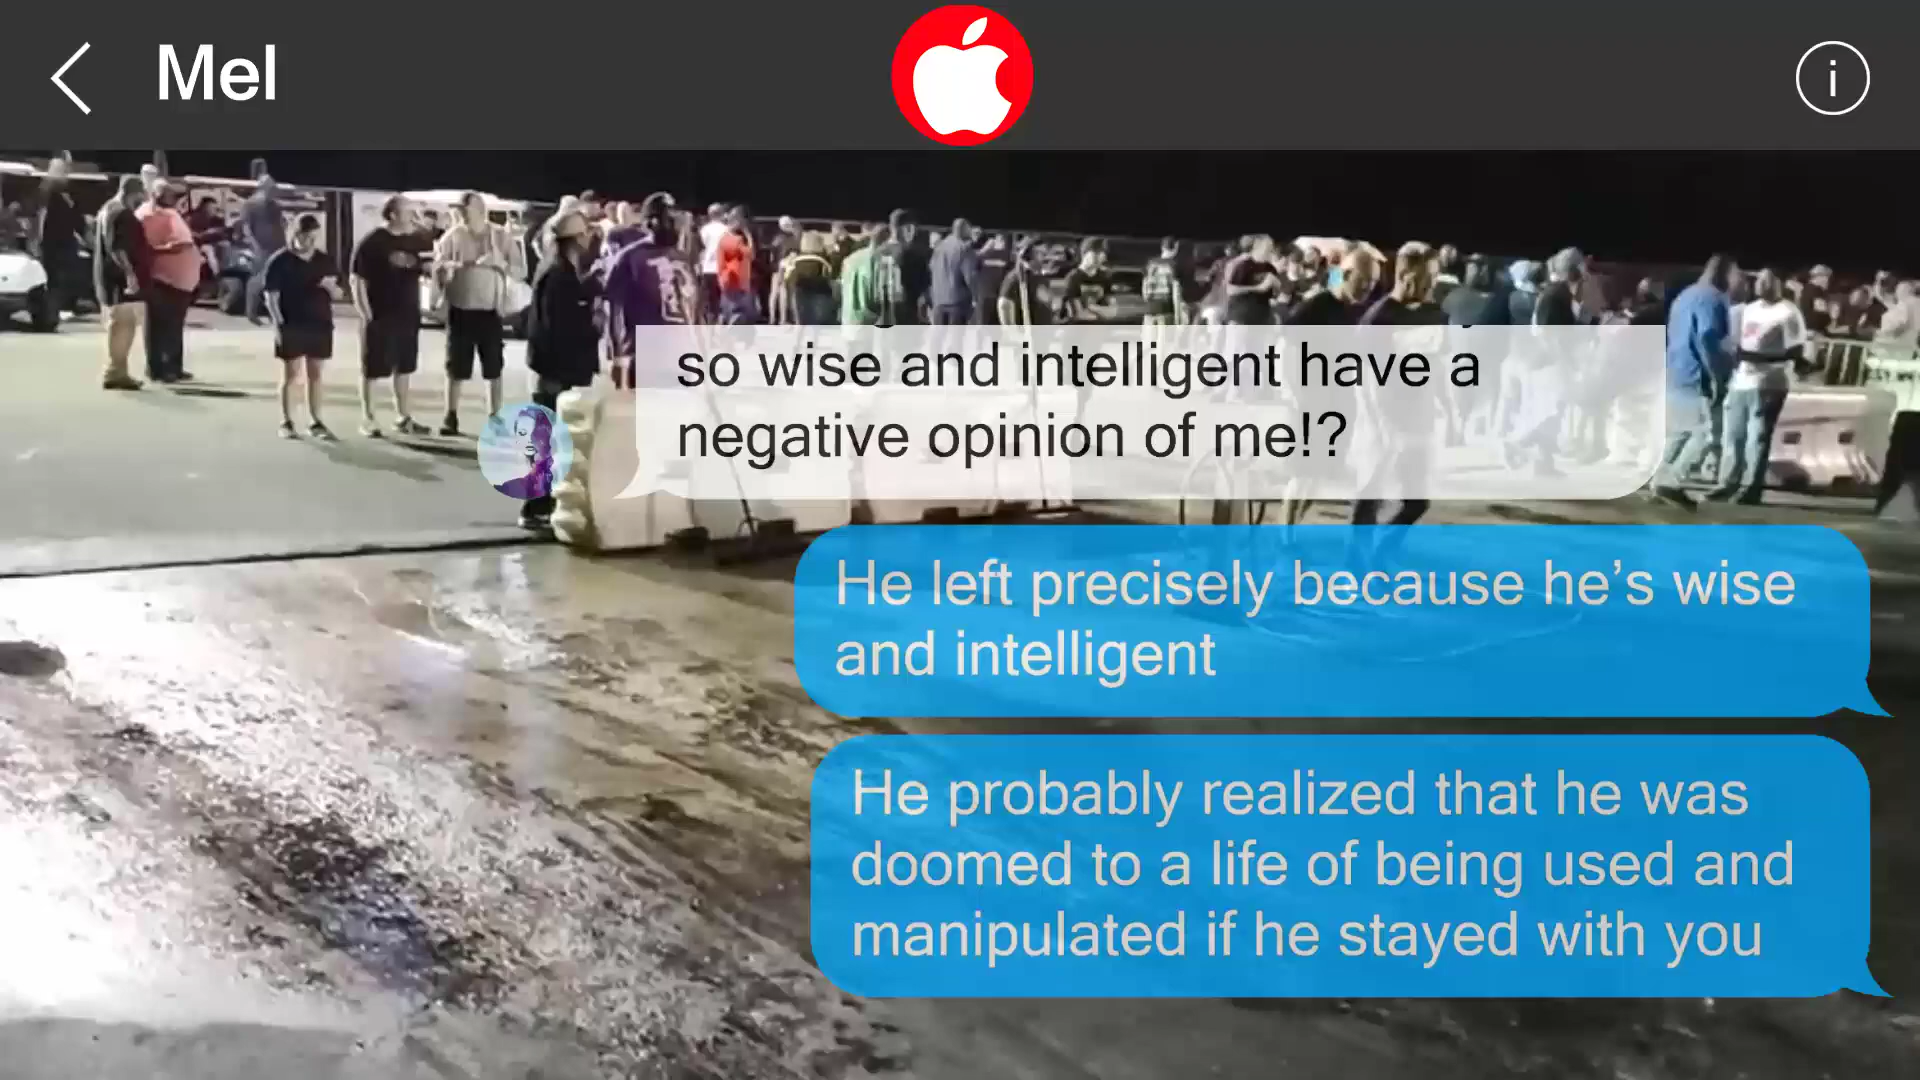 Mel
so wise and intelligent have a
negative opinion of me!?
He left precisely because he’s wise
and intelligent
He probably realized that he was
doomed to a life of being used and
manipulated if he stayed with you